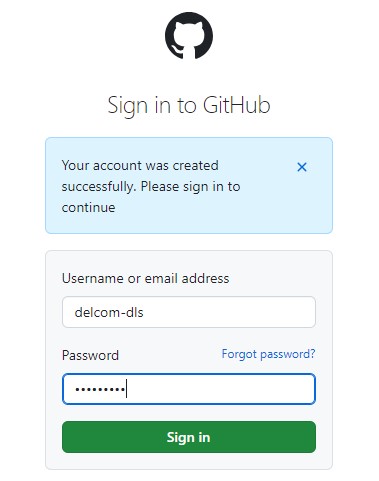 Sign in to GitHub
Your account was created
successfully. Please sign in to
continue
Username or email address
delcom-dls
Password Forgot password?
•••••••••
Sign in